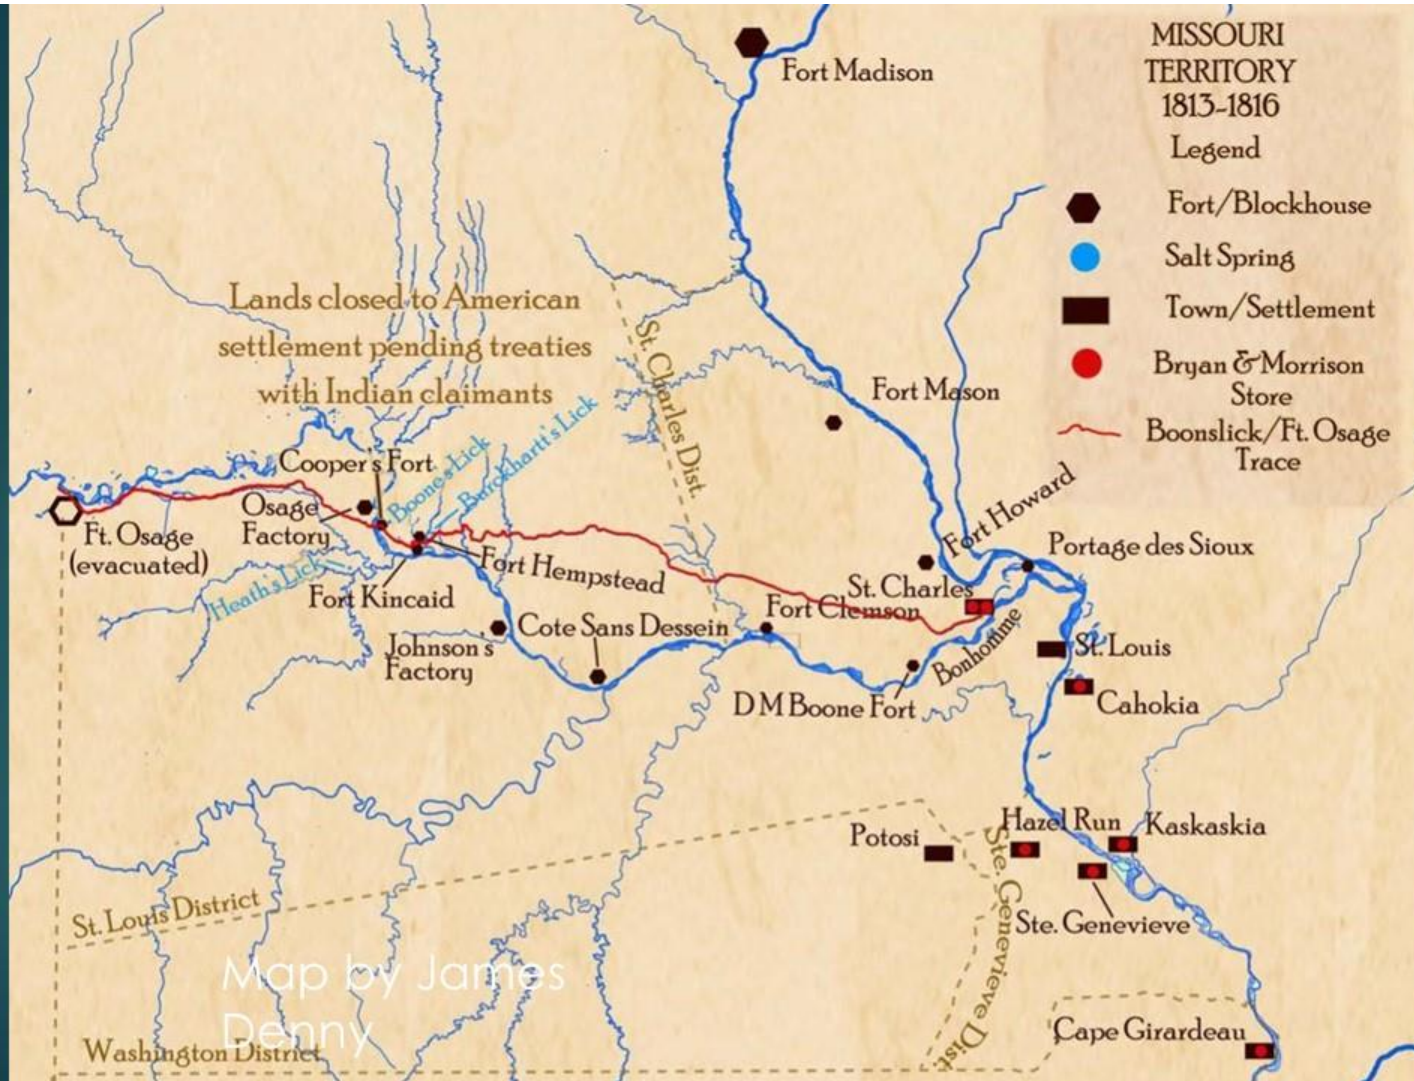 MISSOURI
TERRITORY
1813-1816
Legend
Fort/Blockhouse
Salt Spring
Town/Settlement
Bryan & Morrison
Store
Boonslick/Ft. Osage
Trace
Fort Madison
Lands closed to American
settlement pending treaties
with Indian claimants
St. Charles Dist.
Fort Mason
Cooper's Fort
Boone's Lick
Burckhartt's Lick
Osage
Factory
Ft. Osage
(evacuated)
Heath's Lick
Fort Kincaid
Fort Hempstead
Fort Howard
Portage des Sioux
St. Charles
Fort Clemson
Johnson's
Factory
Cote Sans Dessein
Bonhomme
St. Louis
D M Boone Fort
Cahokia
Potosi
Hazel Run
Kaskaskia
Ste. Genevieve Dist.
Ste. Genevieve
St. Louis District
Map by James
Denny
Washington District
Cape Girardeau